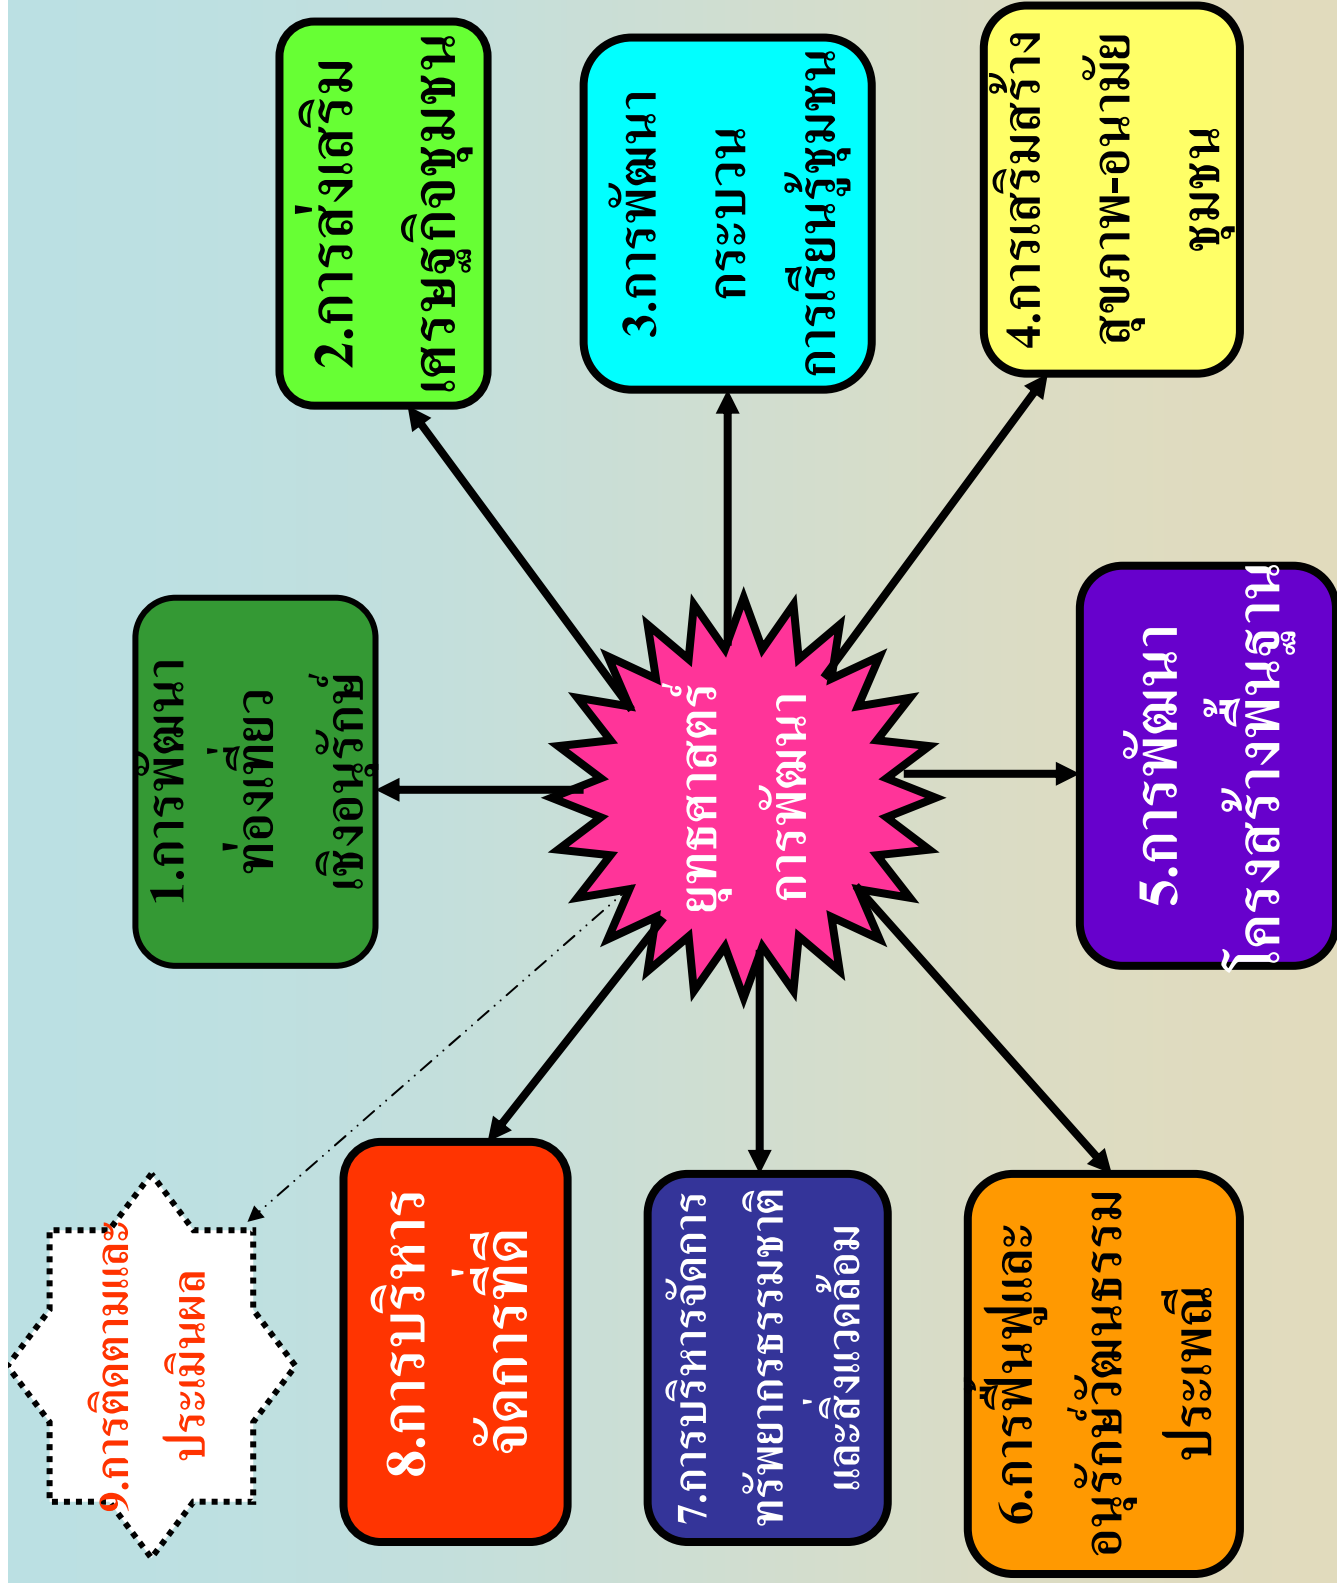 ยุทธศาสตร์
การพัฒนา
1.การพัฒนา
ท่องเที่ยว
เชิงอนุรักษ์
2.การส่งเสริม
เศรษฐกิจชุมชน
3.การพัฒนา
กระบวน
การเรียนรู้ชุมชน
4.การเสริมสร้าง
สุขภาพ-อนามัย
ชุมชน
5.การพัฒนา
โครงสร้างพื้นฐาน
6.การฟื้นฟูและ
อนุรักษ์วัฒนธรรม
ประเพณี
7.การบริหารจัดการ
ทรัพยากรธรรมชาติ
และสิ่งแวดล้อม
8.การบริหาร
จัดการที่ดี
9.การติดตามและ
ประเมินผล